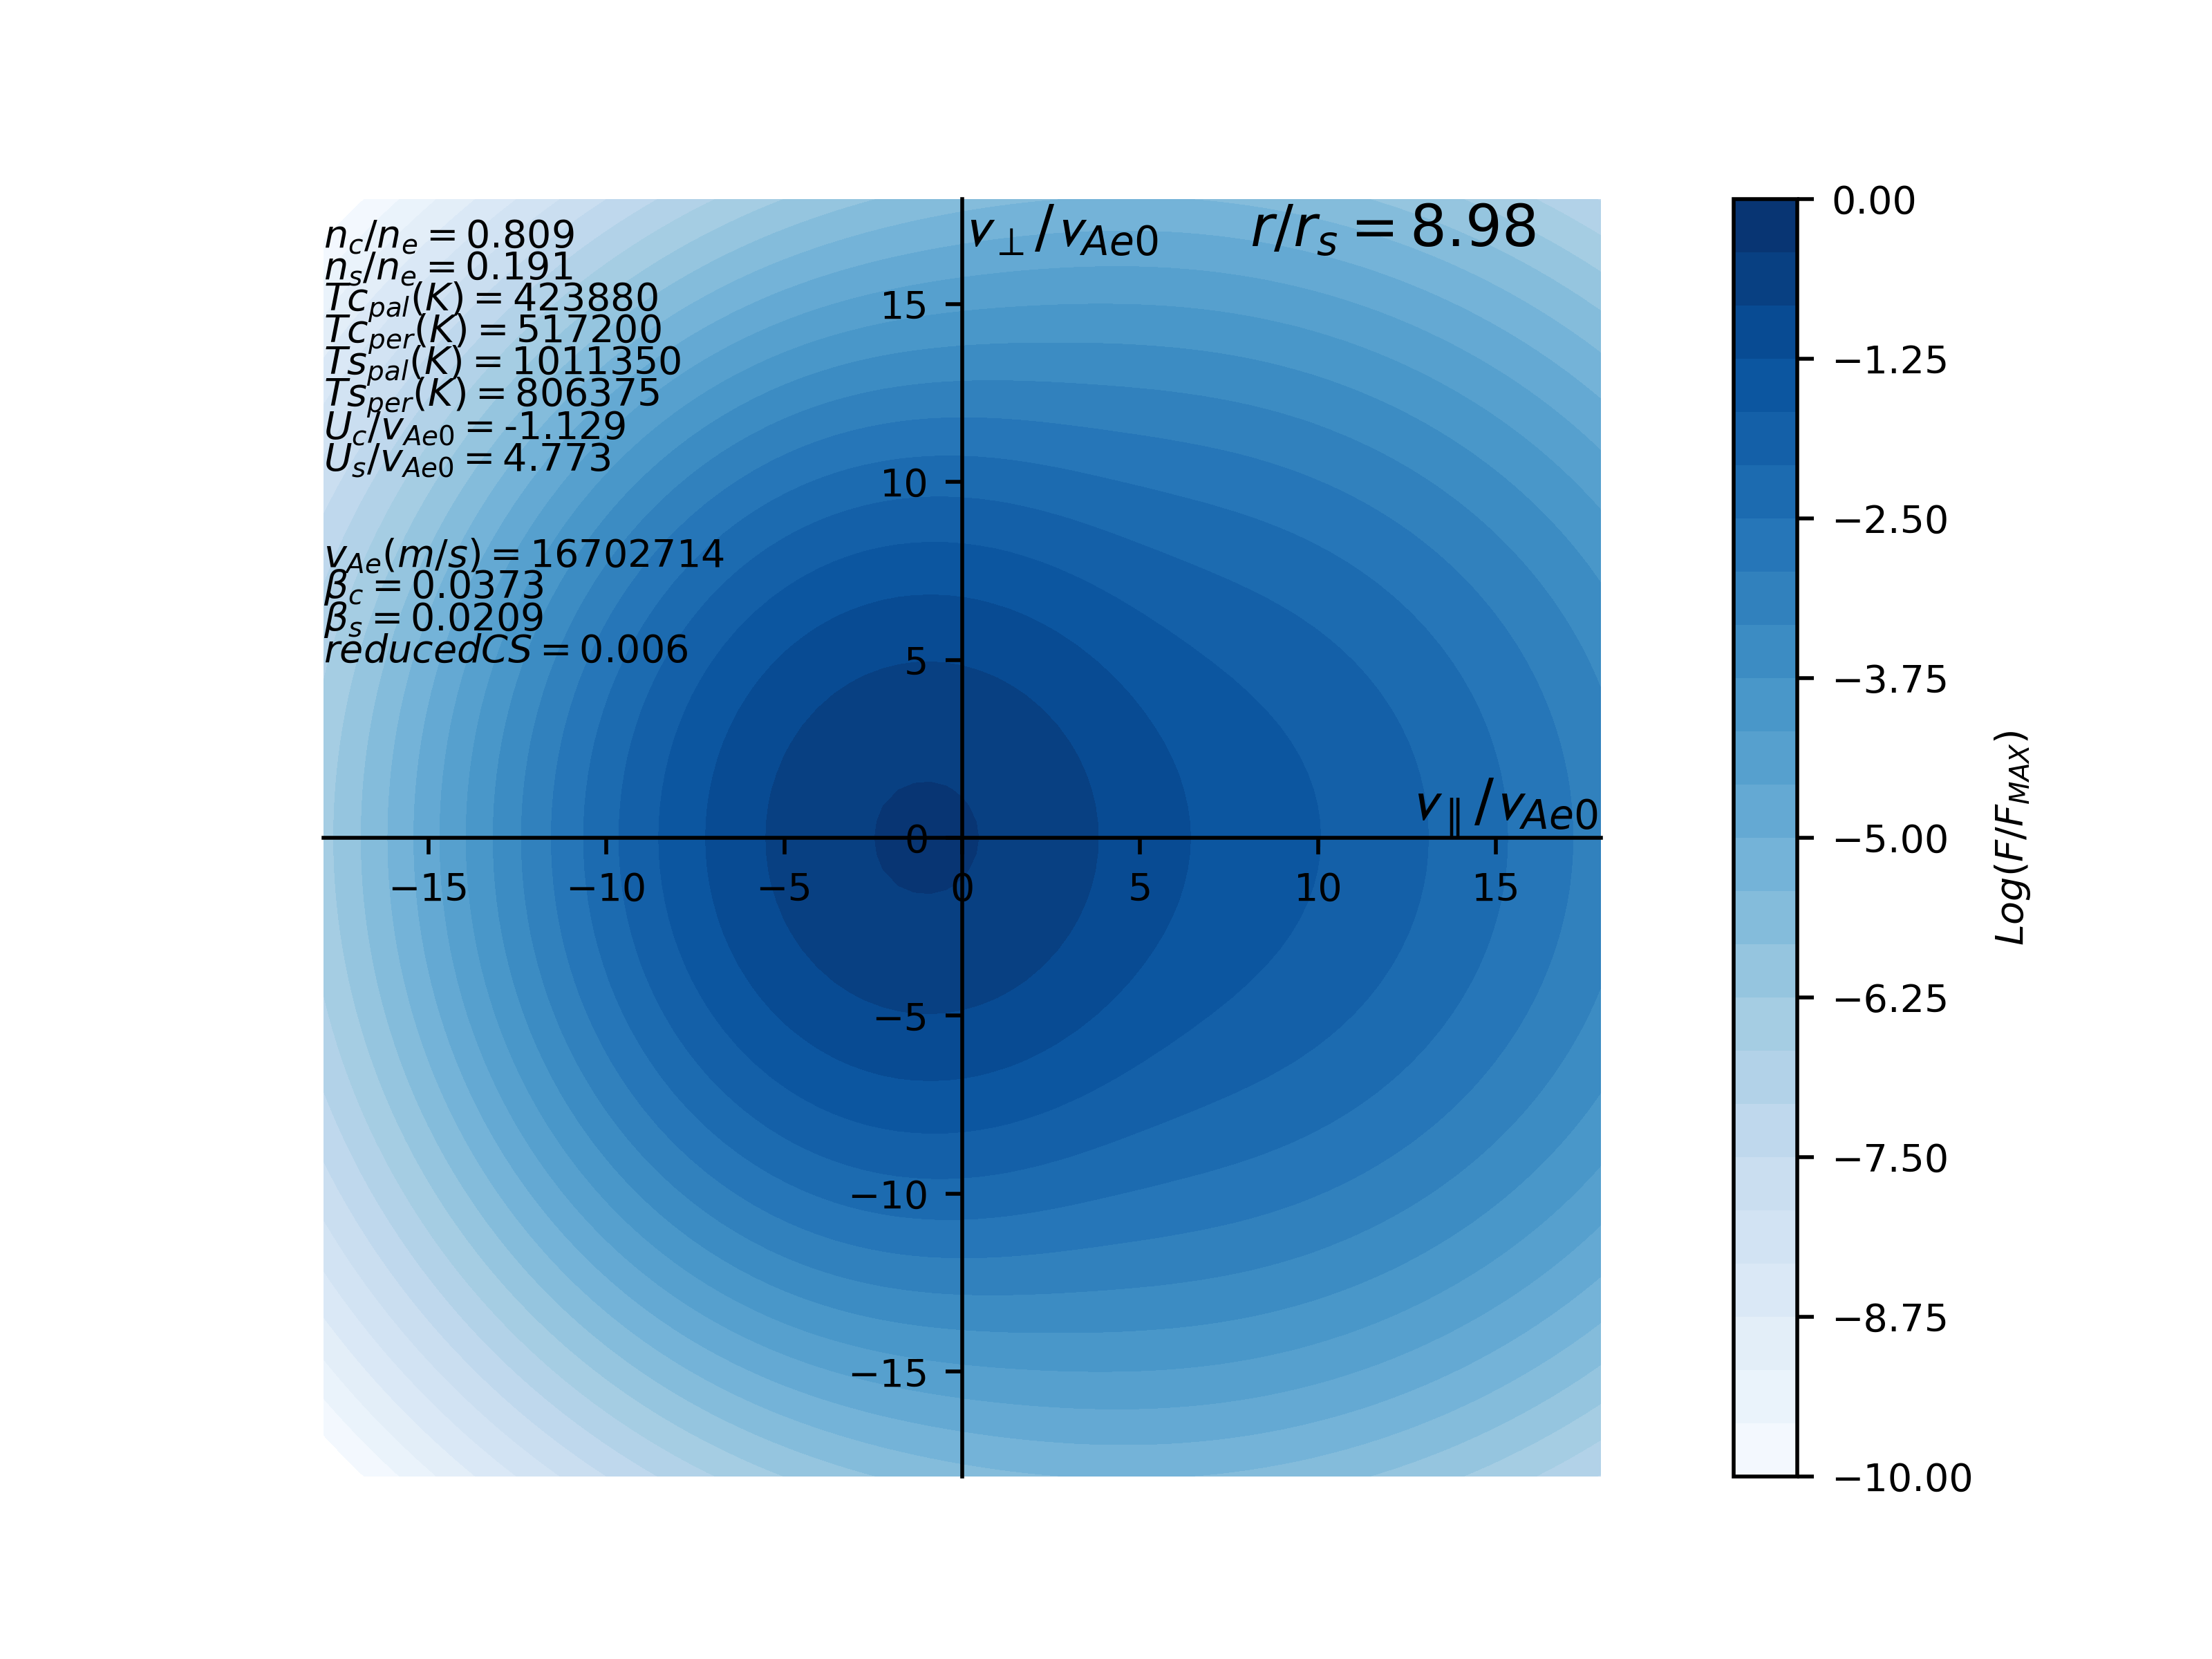 n_c/n_e = 0.809
n_s/n_e = 0.191
Tc_pal(K) = 423880
Tc_per(K) = 517200
Ts_pal(K) = 1011350
Ts_per(K) = 806375
U_c/v_Ae0 = -1.129
U_s/v_Ae0 = 4.773
v_Ae(m/s) = 16702714
β_c = 0.0373
β_s = 0.0209
reducedCS = 0.006
v_⊥/v_Ae0
r/r_s = 8.98
15
10
5
0
−5
−10
−15
v_∥/v_Ae0
−15 −10 −5 0 5 10 15
0.00
−1.25
−2.50
−3.75
−5.00
−6.25
−7.50
−8.75
−10.00
Log(F/F_MAX)